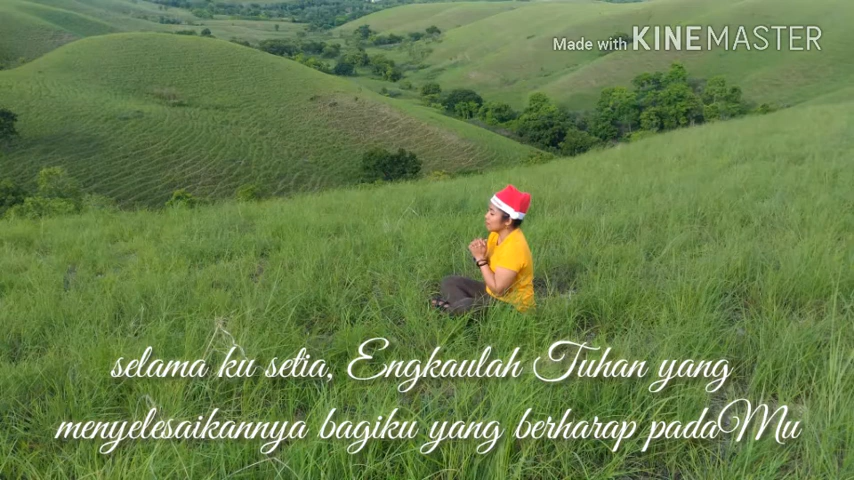 Made with KINEMASTER
selama ku setia, Engkaulah Tuhan yang
menyelesaikannya bagiku yang berharap padaMu